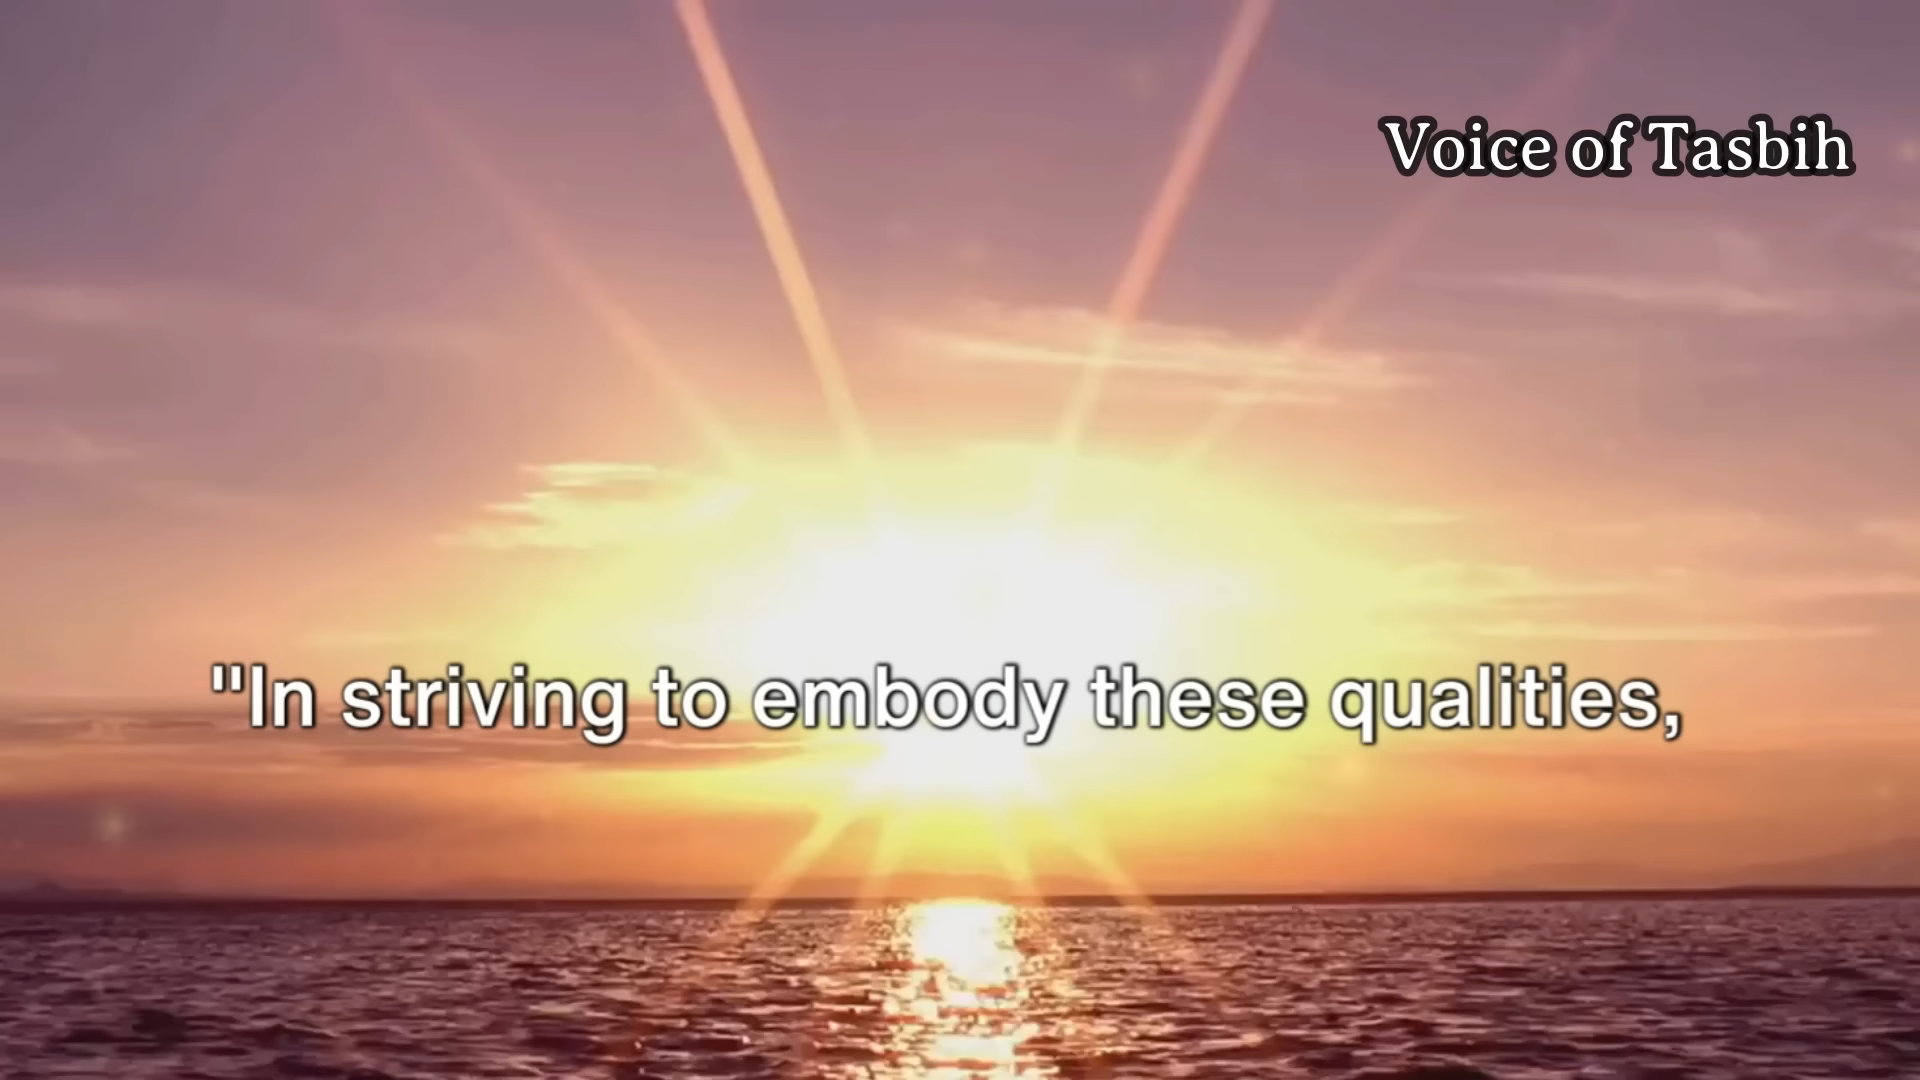 Voice of Tasbih
"In striving to embody these qualities,